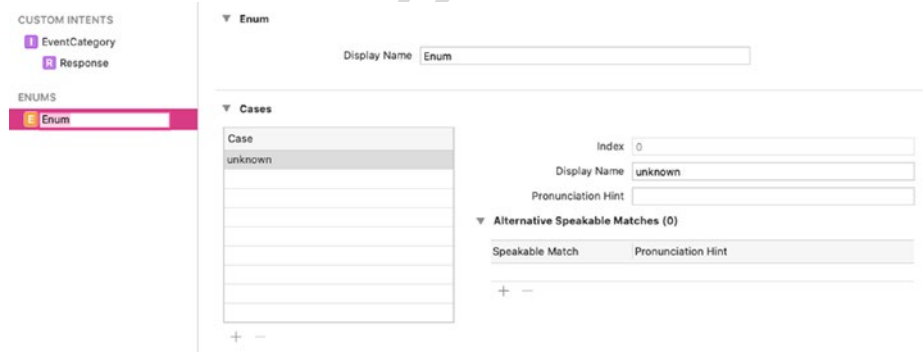 CUSTOM INTENTS
I EventCategory
R Response
ENUMS
E Enum
▼ Enum
Display Name Enum
▼ Cases
Case
unknown
+ −
Index 0
Display Name unknown
Pronunciation Hint
▼ Alternative Speakable Matches (0)
Speakable Match Pronunciation Hint
+ −